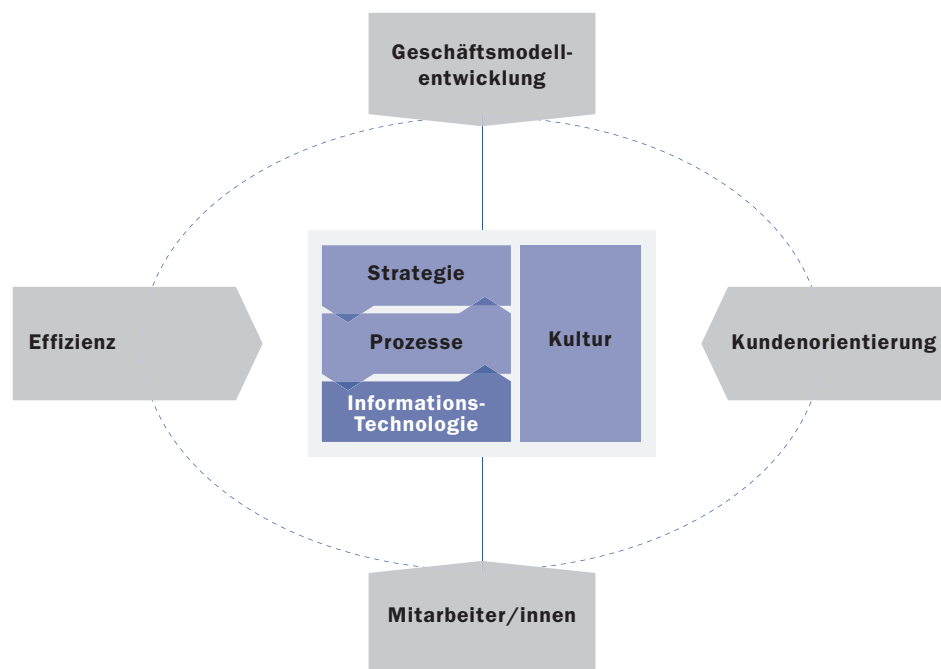 Geschäftsmodell-
entwicklung
Strategie
Prozesse
Informations-
Technologie
Kultur
Effizienz
Kundenorientierung
Mitarbeiter/innen